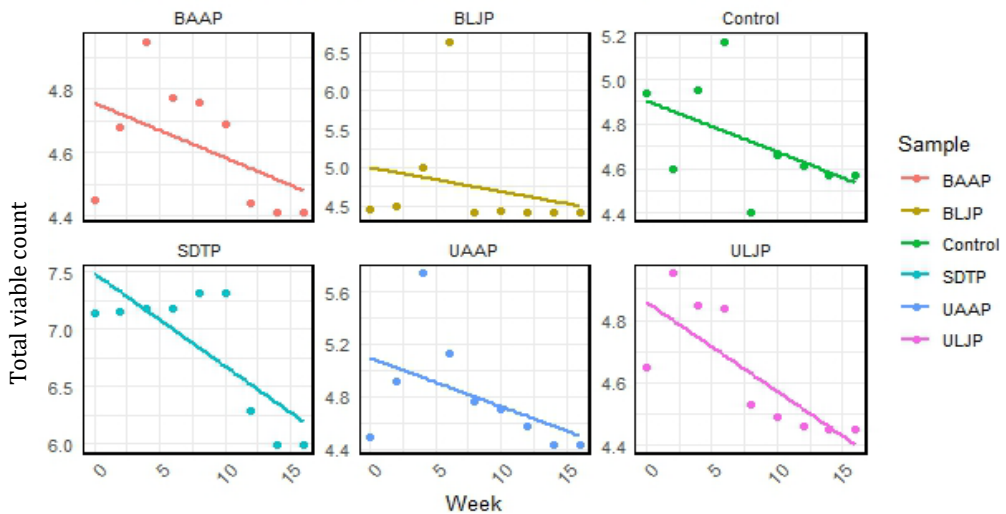 BAAP BLJP Control
4.8
4.6
4.4
6.5
6.0
5.5
5.0
4.5
5.2
5.0
4.8
4.6
4.4
SDTP UAAP ULJP
7.5
7.0
6.5
6.0
5.6
5.2
4.8
4.4
4.8
4.6
4.4
0 5 10 15 0 5 10 15 0 5 10 15
Week
Total viable count
Sample
BAAP
BLJP
Control
SDTP
UAAP
ULJP